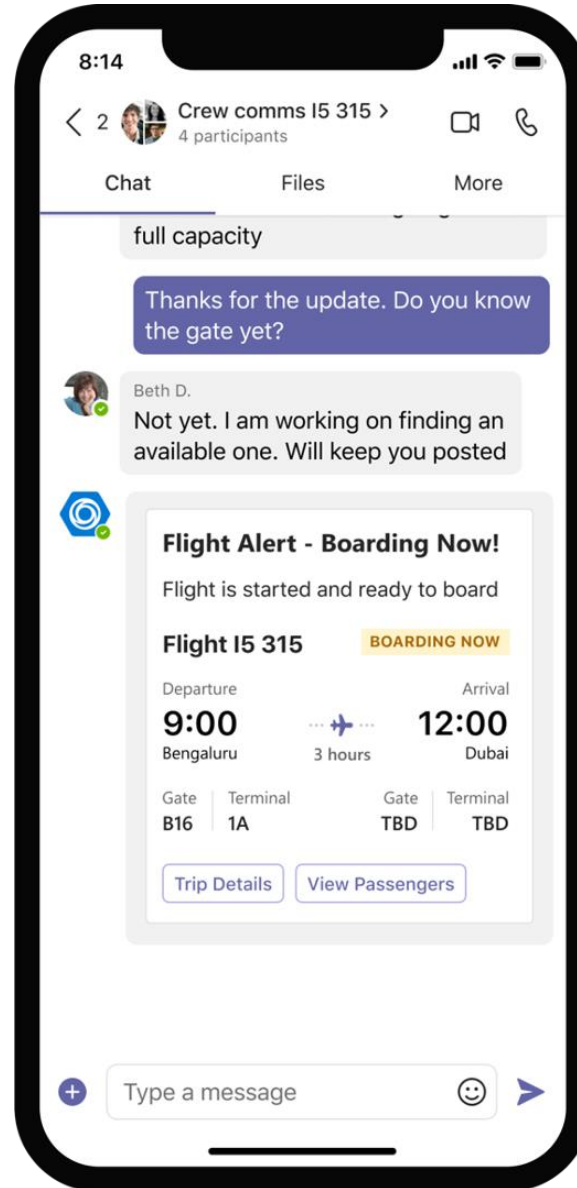 8:14
2
Crew comms I5 315 >
4 participants
Chat Files More
full capacity
Thanks for the update. Do you know
the gate yet?
Beth D.
Not yet. I am working on finding an
available one. Will keep you posted
Flight Alert - Boarding Now!
Flight is started and ready to board
Flight I5 315 BOARDING NOW
Departure Arrival
9:00 12:00
Bengaluru 3 hours Dubai
Gate Terminal Gate Terminal
B16 1A TBD TBD
Trip Details View Passengers
Type a message